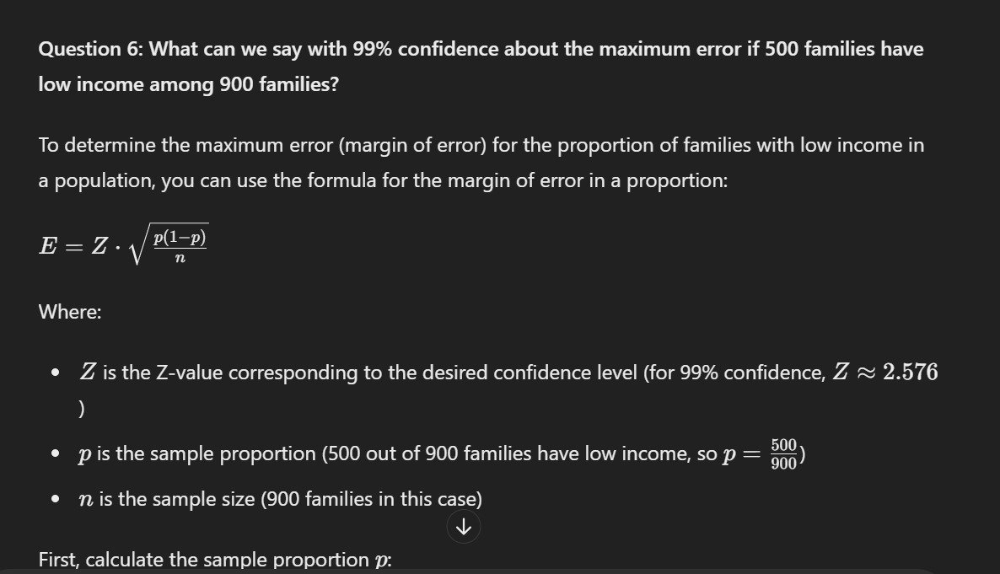 Question 6: What can we say with 99% confidence about the maximum error if 500 families have
low income among 900 families?
To determine the maximum error (margin of error) for the proportion of families with low income in
a population, you can use the formula for the margin of error in a proportion:
E = Z · √(p(1−p)/n)
Where:
• Z is the Z-value corresponding to the desired confidence level (for 99% confidence, Z ≈ 2.576
)
• p is the sample proportion (500 out of 900 families have low income, so p = 500/900)
• n is the sample size (900 families in this case)
First, calculate the sample proportion p: